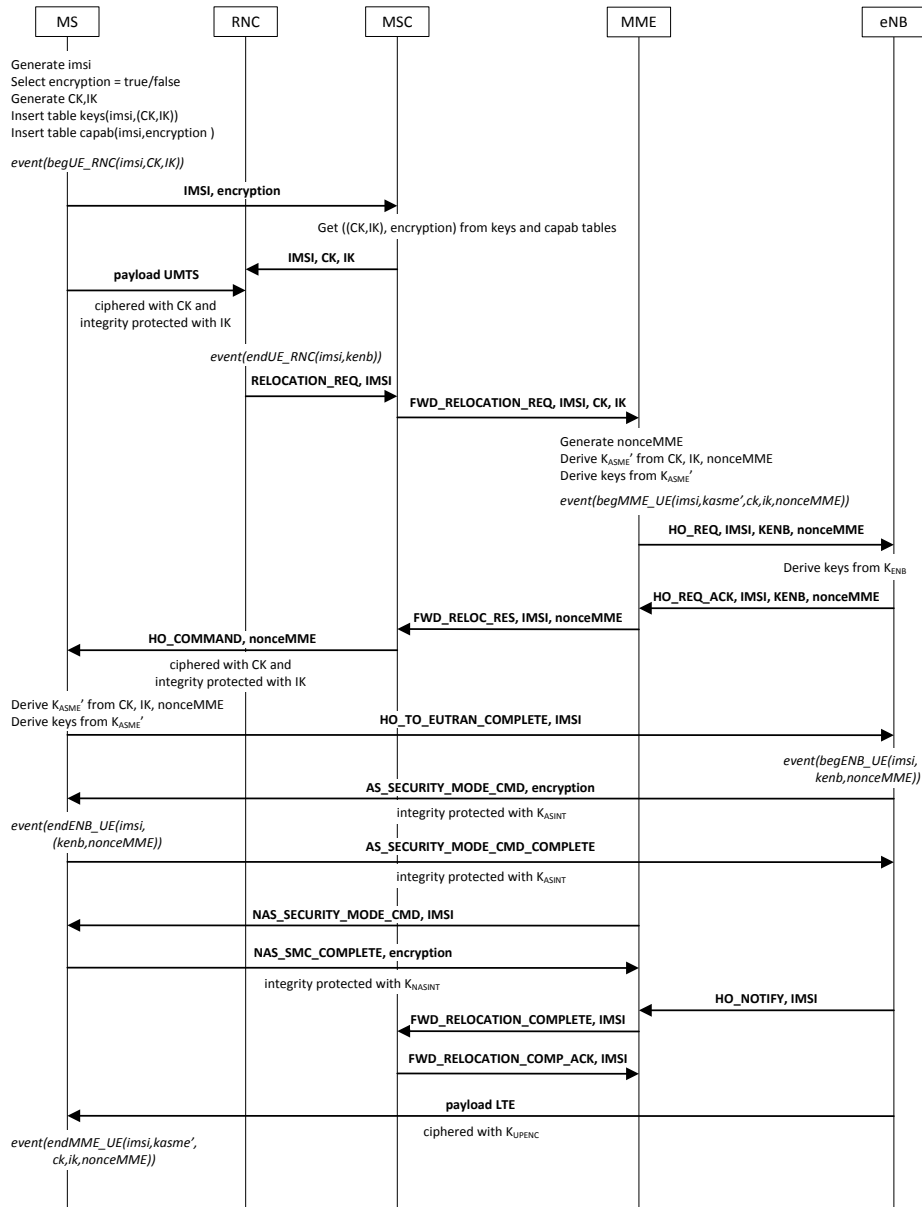 MS RNC MSC MME eNB
Generate imsi
Select encryption = true/false
Generate CK,IK
Insert table keys(imsi,(CK,IK))
Insert table capab(imsi,encryption )
event(begUE_RNC(imsi,CK,IK))
IMSI, encryption
Get ((CK,IK), encryption) from keys and capab tables
IMSI, CK, IK
payload UMTS
ciphered with CK and
integrity protected with IK
event(endUE_RNC(imsi,kenb))
RELOCATION_REQ, IMSI
FWD_RELOCATION_REQ, IMSI, CK, IK
Generate nonceMME
Derive KASME' from CK, IK, nonceMME
Derive keys from KASME'
event(begMME_UE(imsi,kasme',ck,ik,nonceMME))
HO_REQ, IMSI, KENB, nonceMME
Derive keys from KENB
HO_REQ_ACK, IMSI, KENB, nonceMME
FWD_RELOC_RES, IMSI, nonceMME
HO_COMMAND, nonceMME
ciphered with CK and
integrity protected with IK
Derive KASME' from CK, IK, nonceMME
Derive keys from KASME'
HO_TO_EUTRAN_COMPLETE, IMSI
event(begENB_UE(imsi,
kenb,nonceMME))
AS_SECURITY_MODE_CMD, encryption
integrity protected with KASINT
event(endENB_UE(imsi,
(kenb,nonceMME))
AS_SECURITY_MODE_CMD_COMPLETE
integrity protected with KASINT
NAS_SECURITY_MODE_CMD, IMSI
NAS_SMC_COMPLETE, encryption
integrity protected with KNASINT
HO_NOTIFY, IMSI
FWD_RELOCATION_COMPLETE, IMSI
FWD_RELOCATION_COMP_ACK, IMSI
payload LTE
ciphered with KUPENC
event(endMME_UE(imsi,kasme',
ck,ik,nonceMME))